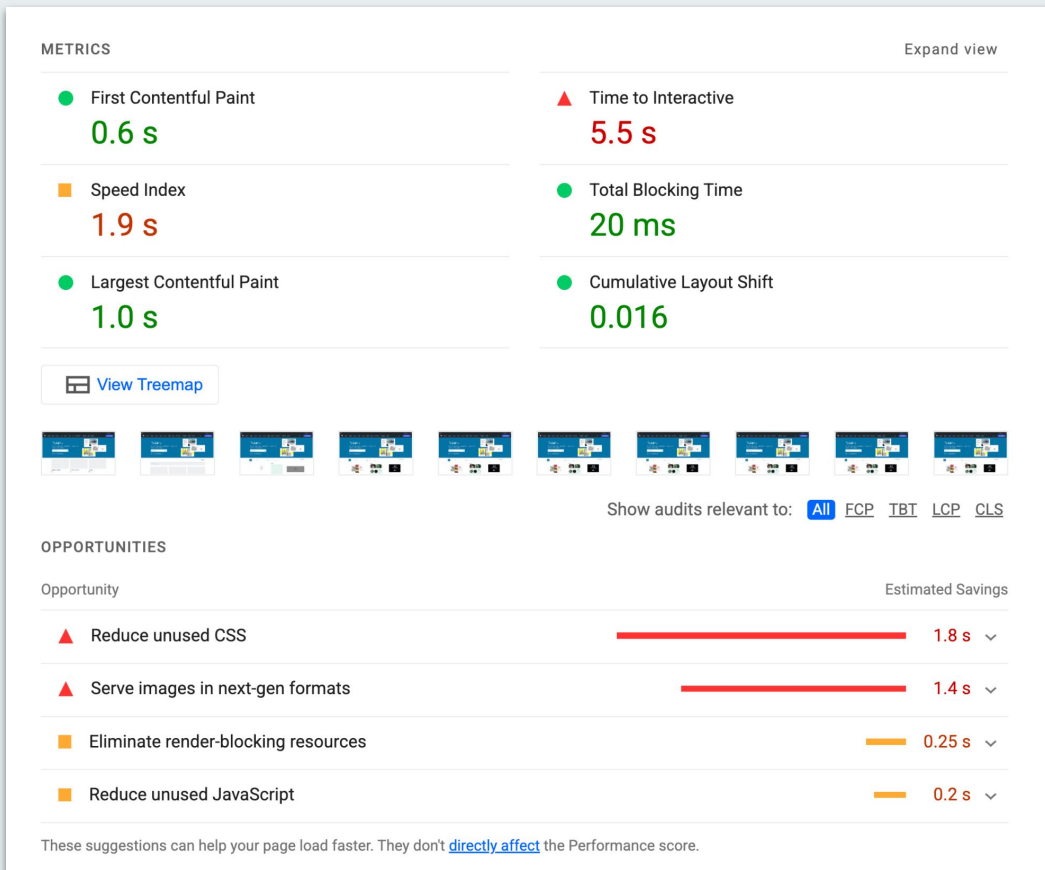 METRICS
Expand view
First Contentful Paint
0.6 s
Time to Interactive
5.5 s
Speed Index
1.9 s
Total Blocking Time
20 ms
Largest Contentful Paint
1.0 s
Cumulative Layout Shift
0.016
View Treemap
Show audits relevant to: All FCP TBT LCP CLS
OPPORTUNITIES
Opportunity Estimated Savings
Reduce unused CSS 1.8 s
Serve images in next-gen formats 1.4 s
Eliminate render-blocking resources 0.25 s
Reduce unused JavaScript 0.2 s
These suggestions can help your page load faster. They don't directly affect the Performance score.